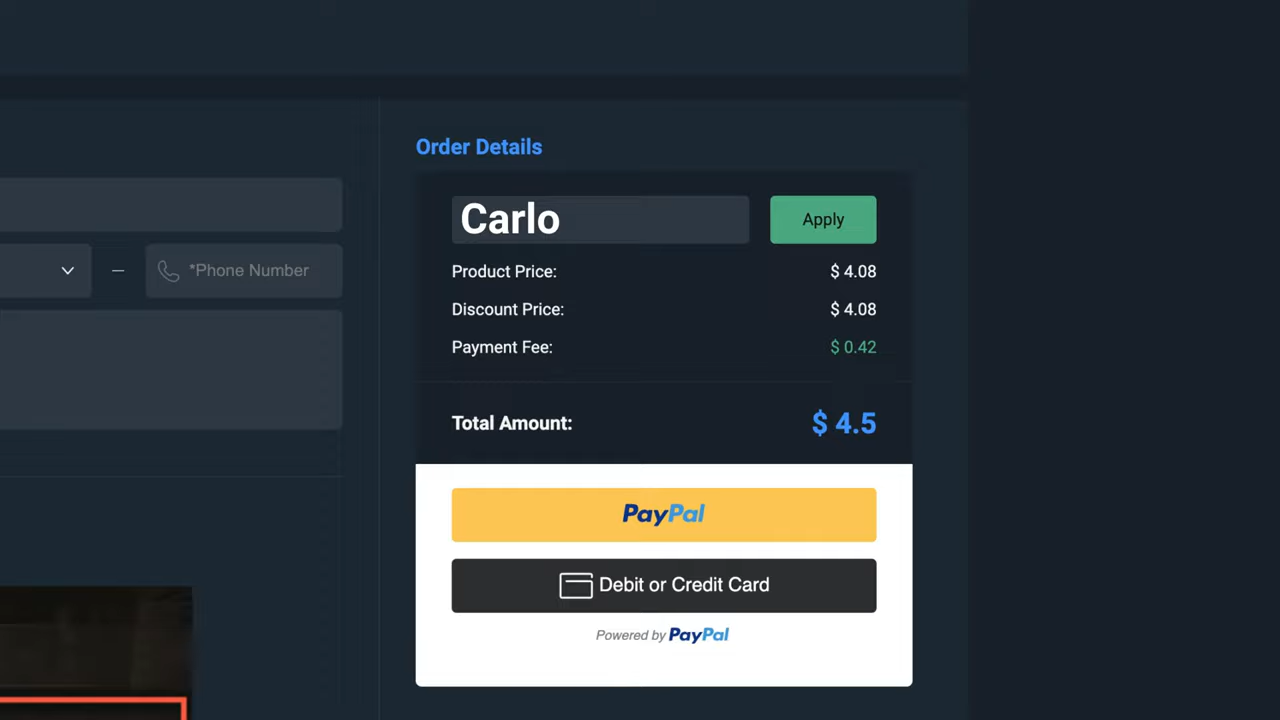 Order Details
Carlo
Apply
*Phone Number
Product Price: $ 4.08
Discount Price: $ 4.08
Payment Fee: $ 0.42
Total Amount: $ 4.5
PayPal
Debit or Credit Card
Powered by PayPal